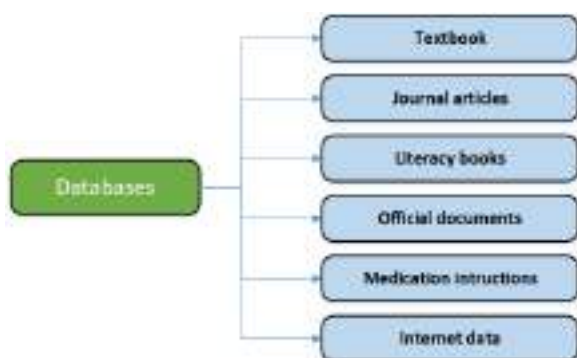 Textbook
Journal articles
Literacy books
Databases
Official documents
Medication intructions
Internet data